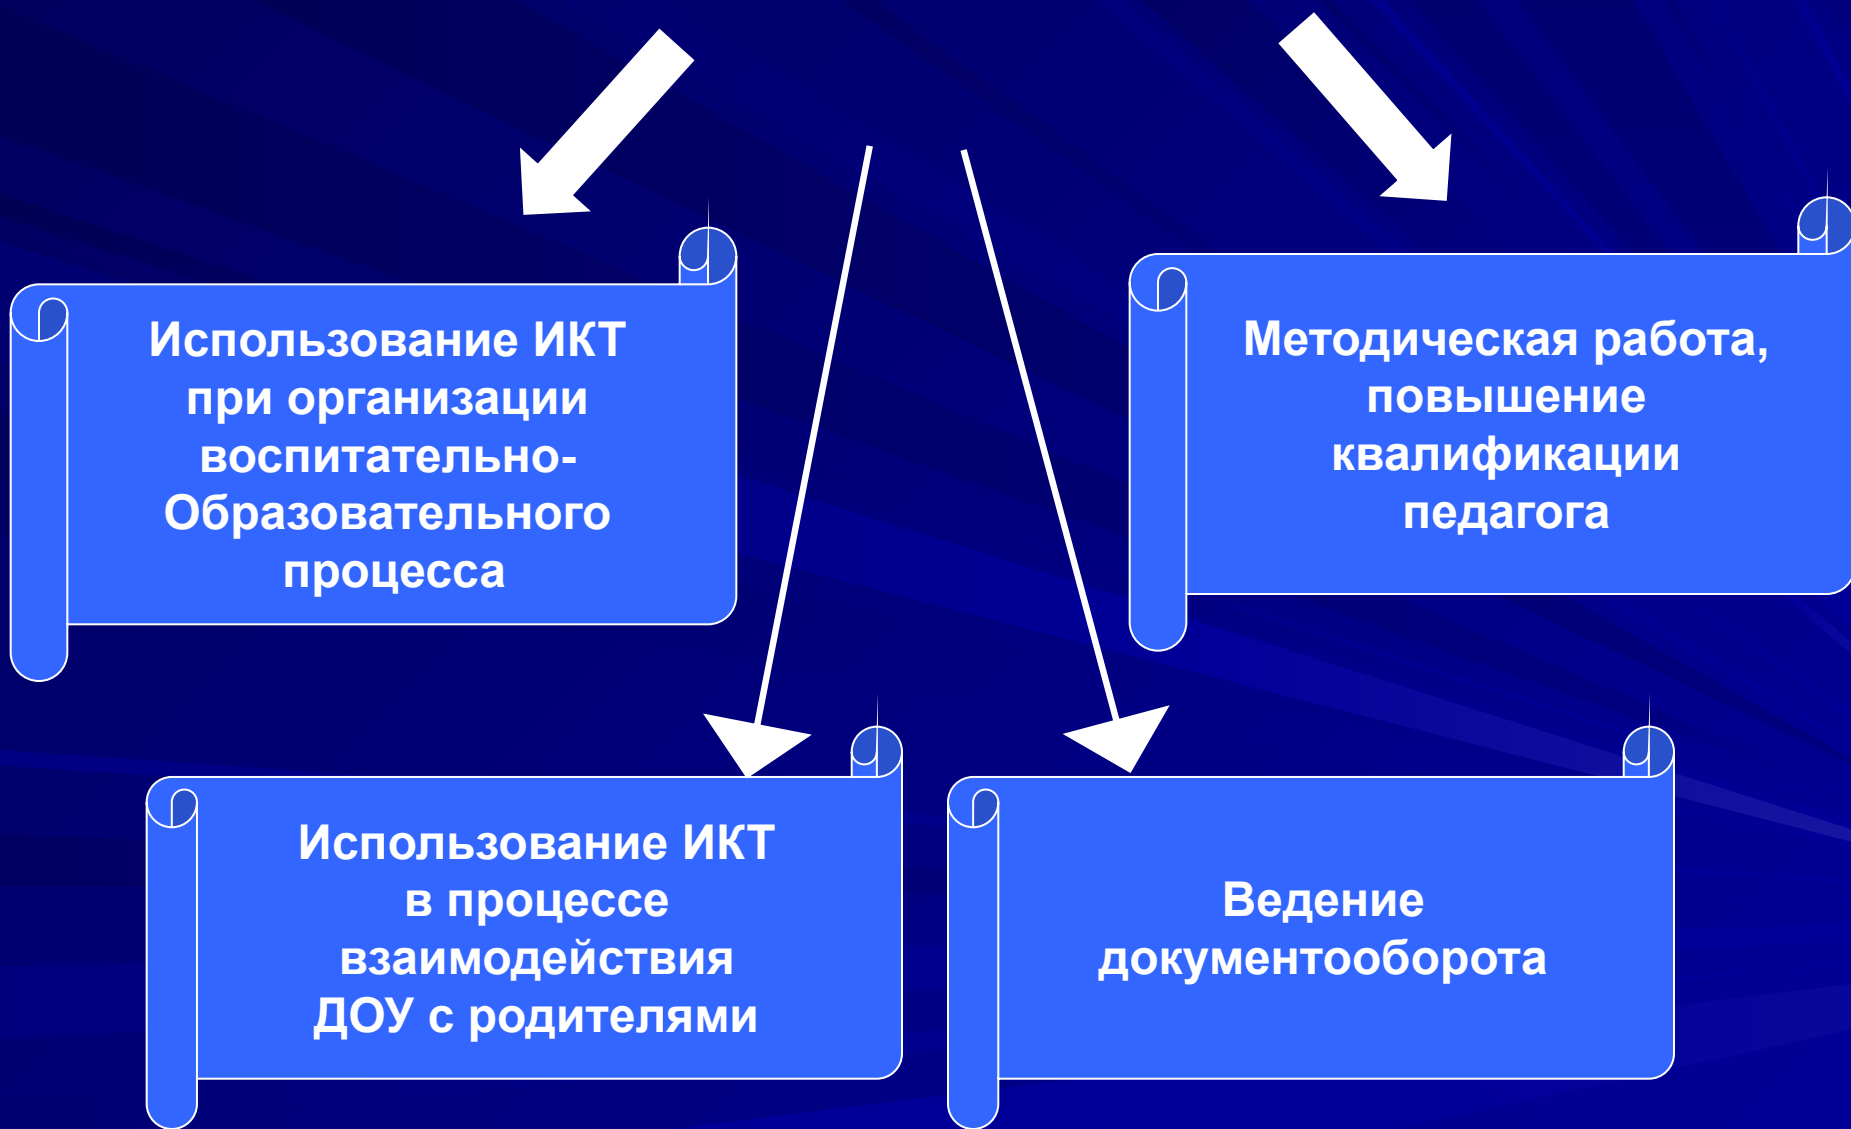 Использование ИКТ
при организации
воспитательно-
Образовательного
процесса
Методическая работа,
повышение
квалификации
педагога
Использование ИКТ
в процессе
взаимодействия
ДОУ с родителями
Ведение
документооборота